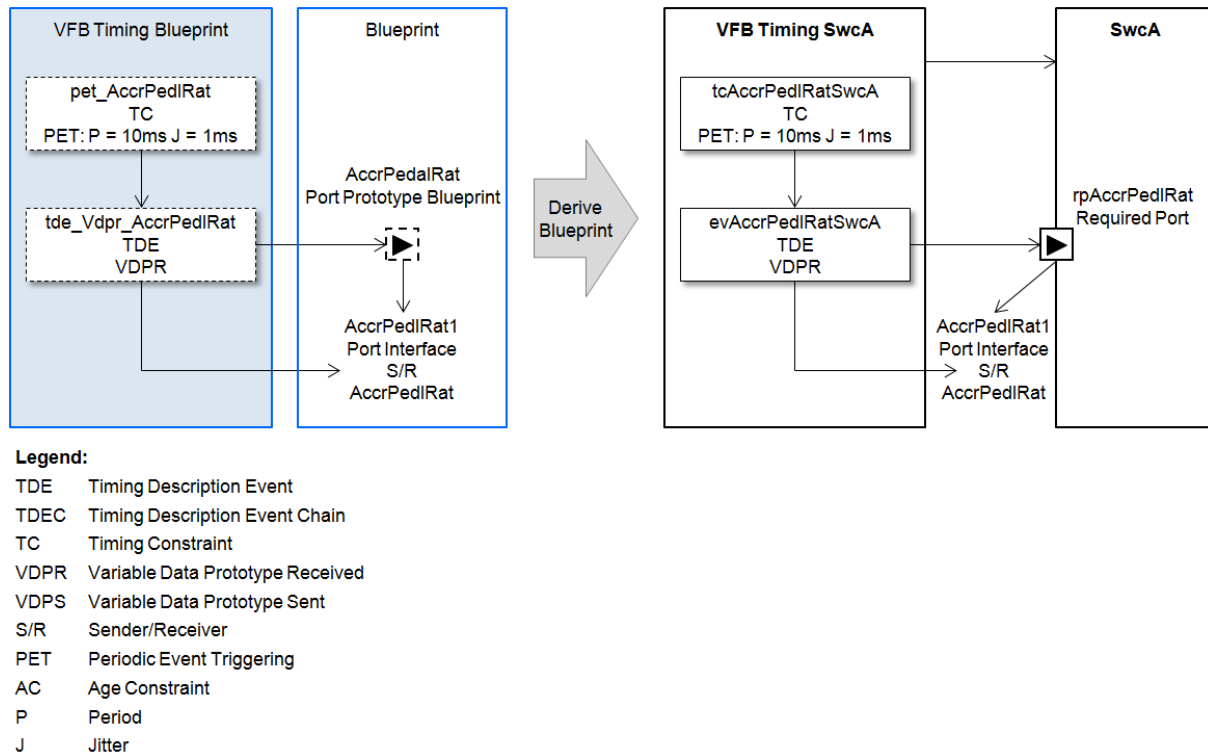 VFB Timing Blueprint
pet_AccrPedlRat
TC
PET: P = 10ms J = 1ms
tde_Vdpr_AccrPedlRat
TDE
VDPR
Blueprint
AccrPedalRat
Port Prototype Blueprint
AccrPedlRat1
Port Interface
S/R
AccrPedlRat
Derive
Blueprint
VFB Timing SwcA
tcAccrPedlRatSwcA
TC
PET: P = 10ms J = 1ms
evAccrPedlRatSwcA
TDE
VDPR
SwcA
rpAccrPedlRat
Required Port
AccrPedlRat1
Port Interface
S/R
AccrPedlRat
Legend:
TDE Timing Description Event
TDEC Timing Description Event Chain
TC Timing Constraint
VDPR Variable Data Prototype Received
VDPS Variable Data Prototype Sent
S/R Sender/Receiver
PET Periodic Event Triggering
AC Age Constraint
P Period
J Jitter